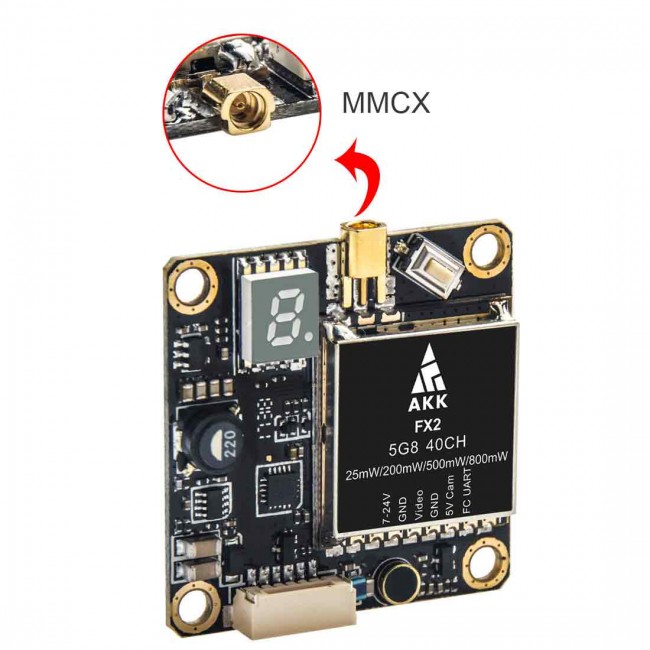 MMCX
8.
220
AKK
FX2
5G8 40CH
25mW/200mW/500mW/800mW
7-24V
GND
Video
GND
5V Cam
FC UART